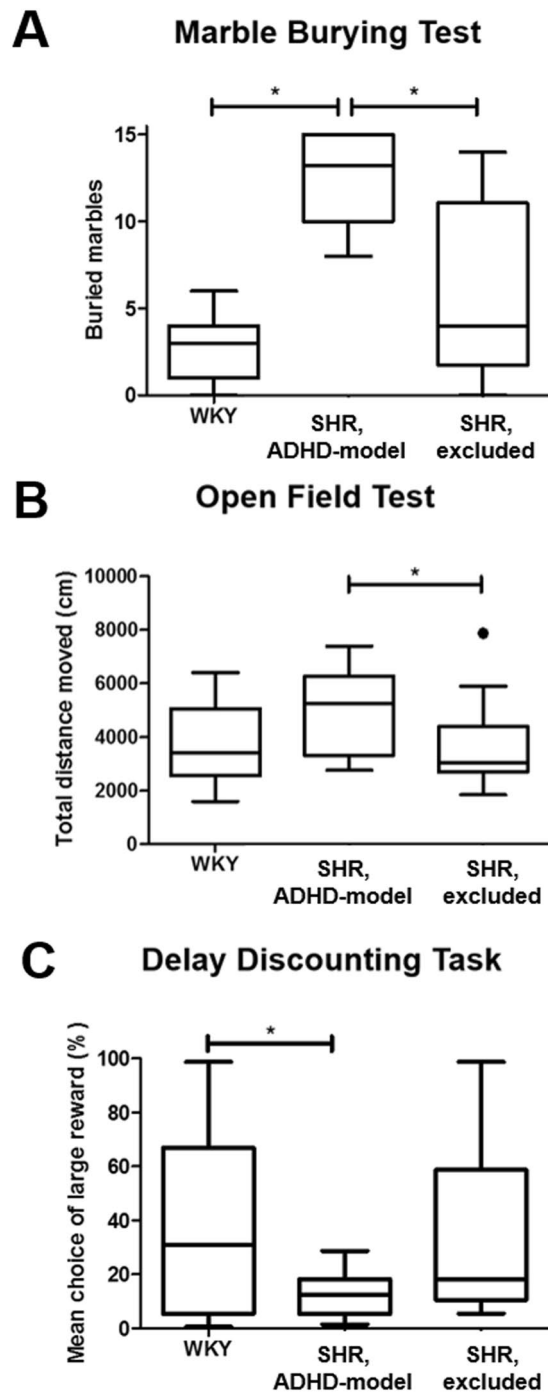 A Marble Burying Test
* *
Buried marbles
15
10
5
0
WKY
SHR,
ADHD-model
SHR,
excluded
B Open Field Test
*
Total distance moved (cm)
10000
8000
6000
4000
2000
0
WKY
SHR,
ADHD-model
SHR,
excluded
C Delay Discounting Task
*
Mean choice of large reward (% )
100
80
60
40
20
0
WKY
SHR,
ADHD-model
SHR,
excluded